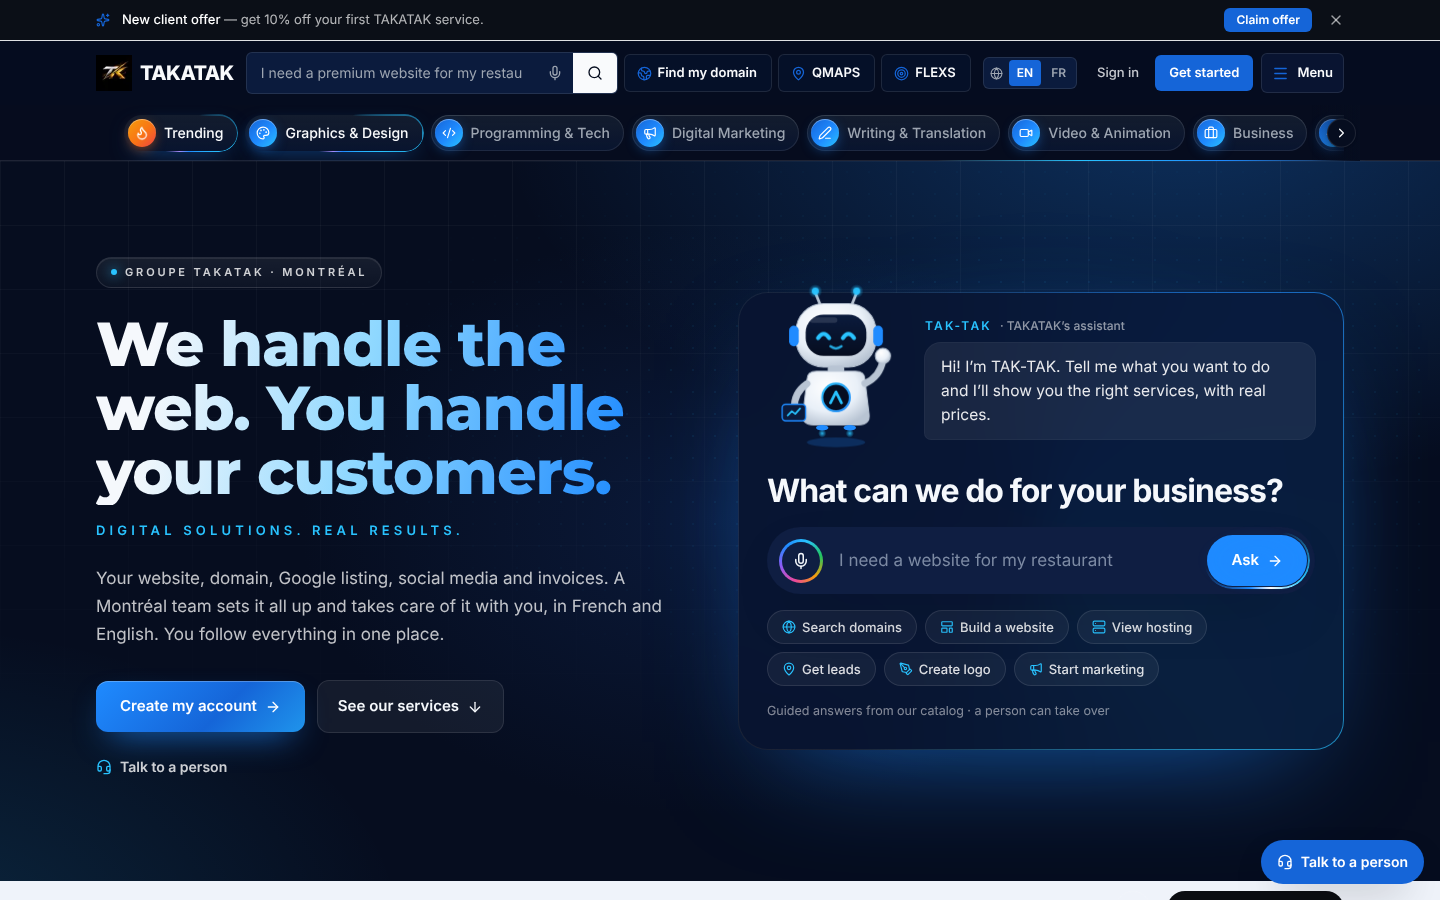 New client offer — get 10% off your first TAKATAK service.
Claim offer
TAKATAK
I need a premium website for my restau
Find my domain
QMAPS
FLEXS
EN
FR
Sign in
Get started
Menu
Trending
Graphics & Design
Programming & Tech
Digital Marketing
Writing & Translation
Video & Animation
Business
GROUPE TAKATAK · MONTRÉAL
We handle the
web. You handle
your customers.
DIGITAL SOLUTIONS. REAL RESULTS.
Your website, domain, Google listing, social media and invoices. A
Montréal team sets it all up and takes care of it with you, in French and
English. You follow everything in one place.
Create my account
See our services
Talk to a person
TAK-TAK · TAKATAK’s assistant
Hi! I’m TAK-TAK. Tell me what you want to do
and I’ll show you the right services, with real
prices.
What can we do for your business?
I need a website for my restaurant
Ask
Search domains
Build a website
View hosting
Get leads
Create logo
Start marketing
Guided answers from our catalog · a person can take over
Talk to a person